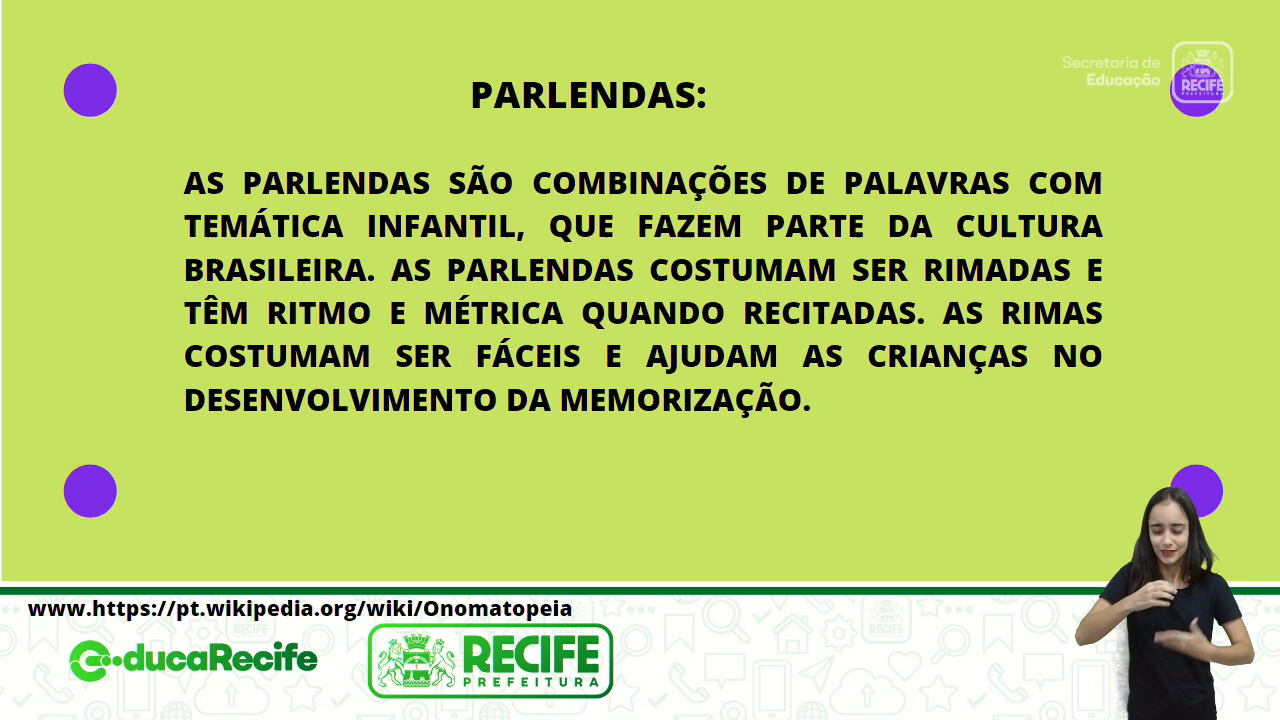 Secretaria de
Educação
RECIFE
PREFEITURA
PARLENDAS:
AS PARLENDAS SÃO COMBINAÇÕES DE PALAVRAS COM
TEMÁTICA INFANTIL, QUE FAZEM PARTE DA CULTURA
BRASILEIRA. AS PARLENDAS COSTUMAM SER RIMADAS E
TÊM RITMO E MÉTRICA QUANDO RECITADAS. AS RIMAS
COSTUMAM SER FÁCEIS E AJUDAM AS CRIANÇAS NO
DESENVOLVIMENTO DA MEMORIZAÇÃO.
www.https://pt.wikipedia.org/wiki/Onomatopeia
EducaRecife
RECIFE
PREFEITURA